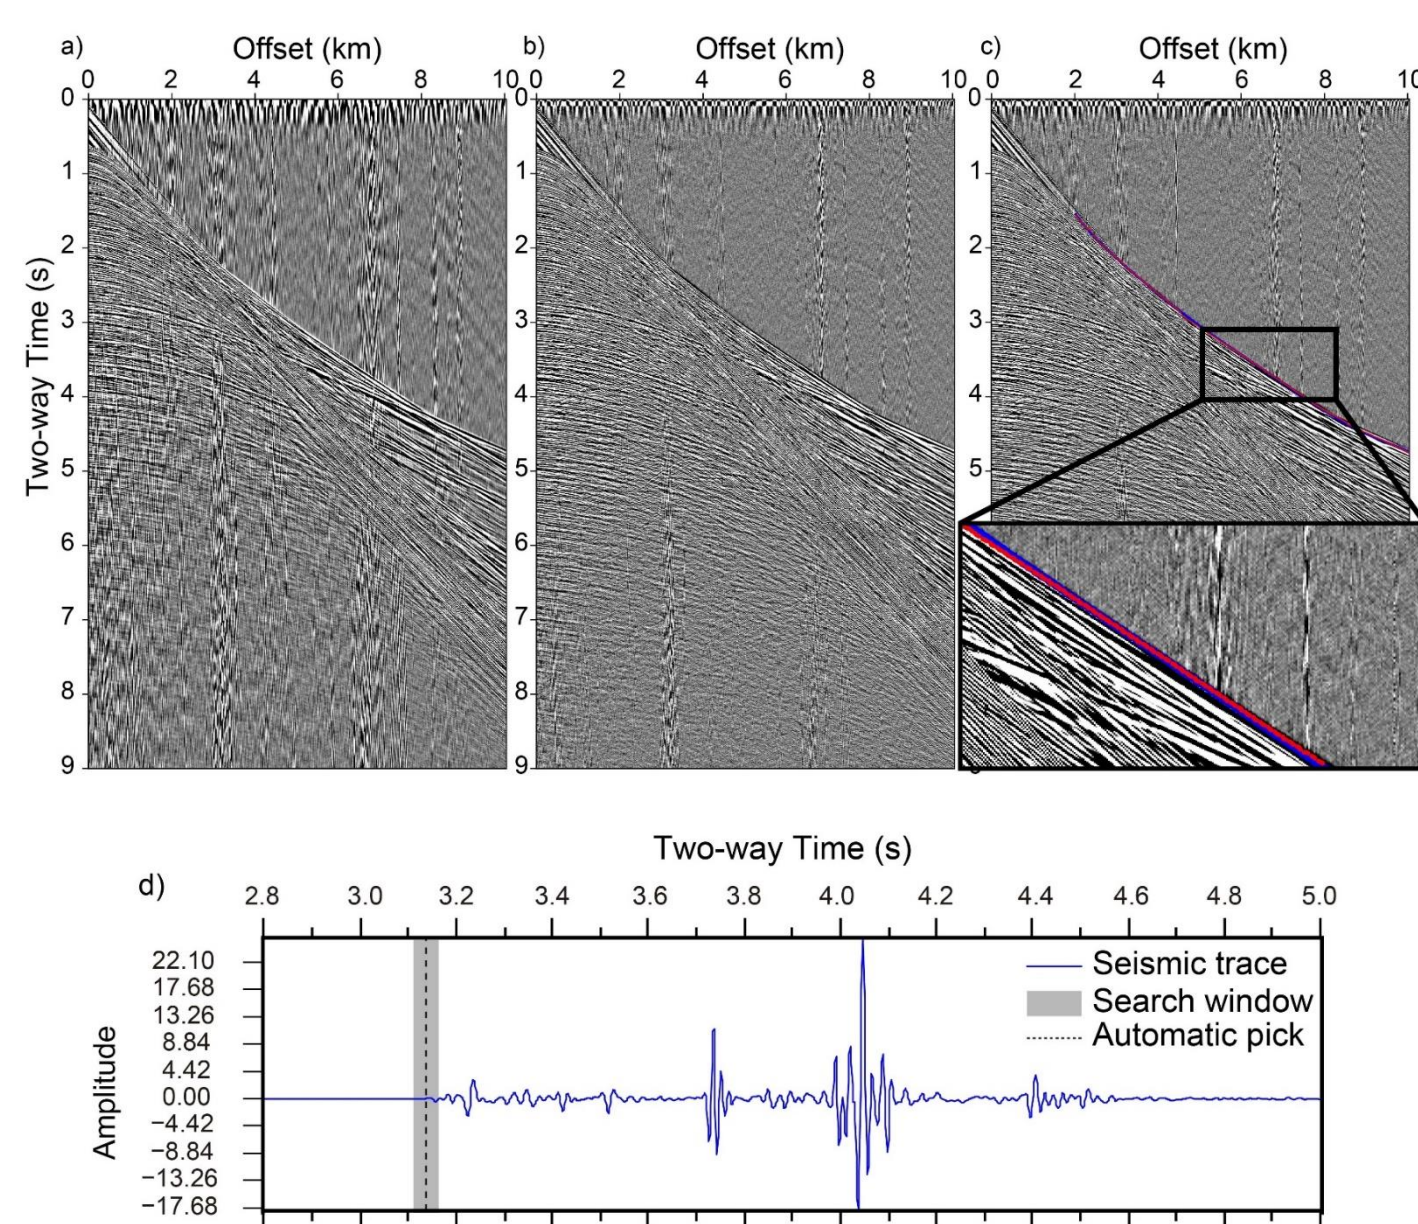 a) Offset (km) b) Offset (km) c) Offset (km)
0 2 4 6 8 10 0 2 4 6 8 10 0 2 4 6 8 10
0 0 0
1 1 1
2 2 2
3 3 3
4 4 4
5 5 5
6 6
7 7
8 8
9 9
Two-way Time (s)
Two-way Time (s)
d)
2.8 3.0 3.2 3.4 3.6 3.8 4.0 4.2 4.4 4.6 4.8 5.0
22.10
17.68
13.26
8.84
4.42
0.00
−4.42
−8.84
−13.26
−17.68
Amplitude
Seismic trace
Search window
Automatic pick